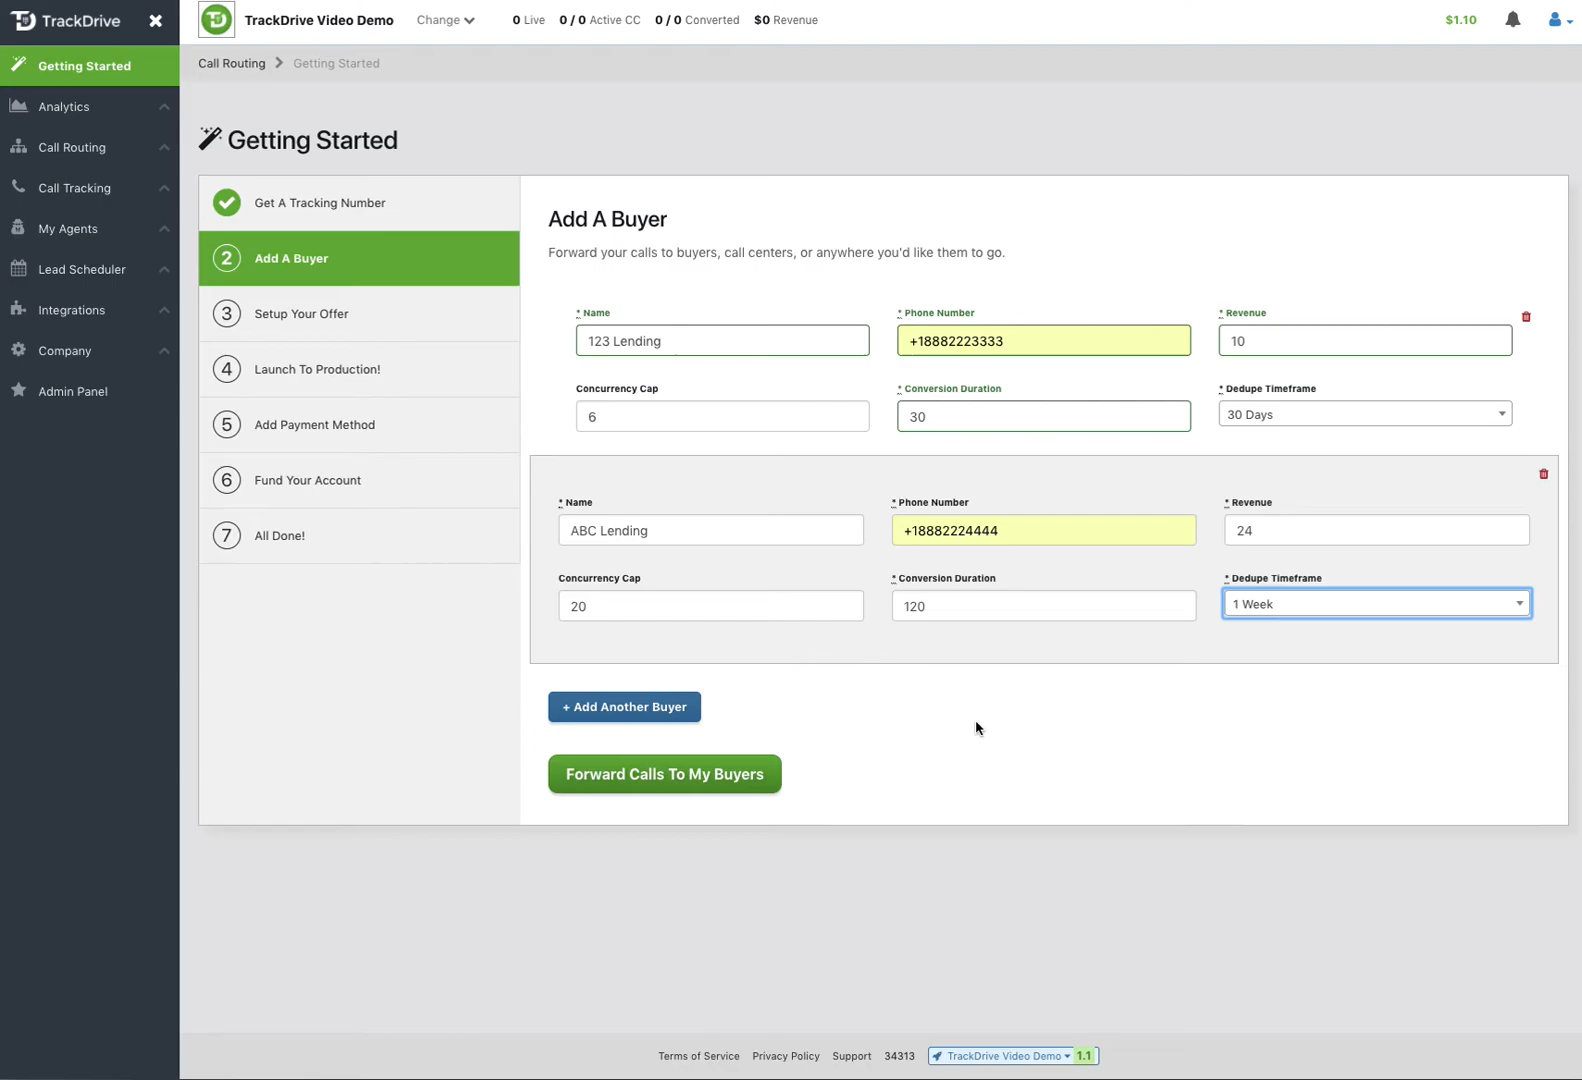 TrackDrive
TrackDrive Video Demo Change 0 Live 0 / 0 Active CC 0 / 0 Converted $0 Revenue $1.10
Getting Started
Analytics
Call Routing
Call Tracking
My Agents
Lead Scheduler
Integrations
Company
Admin Panel
Call Routing Getting Started
Getting Started
Get A Tracking Number
2 Add A Buyer
3 Setup Your Offer
4 Launch To Production!
5 Add Payment Method
6 Fund Your Account
7 All Done!
Add A Buyer
Forward your calls to buyers, call centers, or anywhere you'd like them to go.
* Name * Phone Number * Revenue
123 Lending +18882223333 10
Concurrency Cap * Conversion Duration * Dedupe Timeframe
6 30 30 Days
* Name * Phone Number * Revenue
ABC Lending +18882224444 24
Concurrency Cap * Conversion Duration * Dedupe Timeframe
20 120 1 Week
+ Add Another Buyer
Forward Calls To My Buyers
Terms of Service Privacy Policy Support 34313 TrackDrive Video Demo 1.1